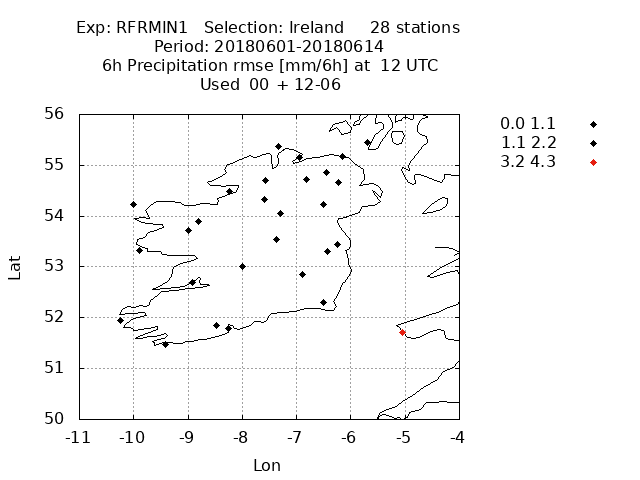 Exp: RFRMIN1 Selection: Ireland 28 stations
Period: 20180601-20180614
6h Precipitation rmse [mm/6h] at 12 UTC
Used 00 + 12-06
0.0 1.1
1.1 2.2
3.2 4.3
56
55
54
53
52
51
50
Lat
-11 -10 -9 -8 -7 -6 -5 -4
Lon